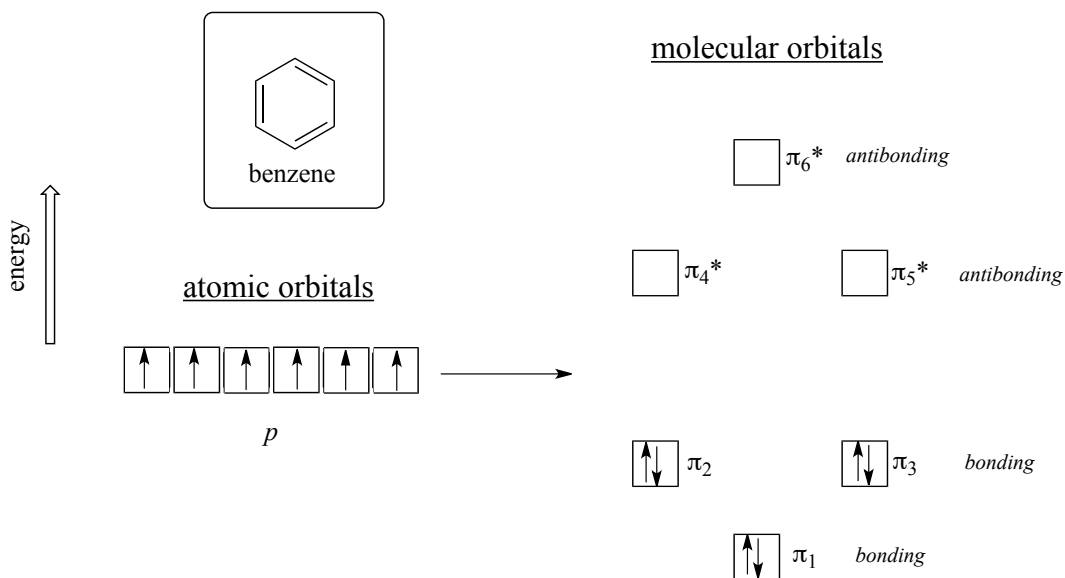 molecular orbitals
benzene
π6* antibonding
energy
π4* π5* antibonding
atomic orbitals
p
π2 π3 bonding
π1 bonding